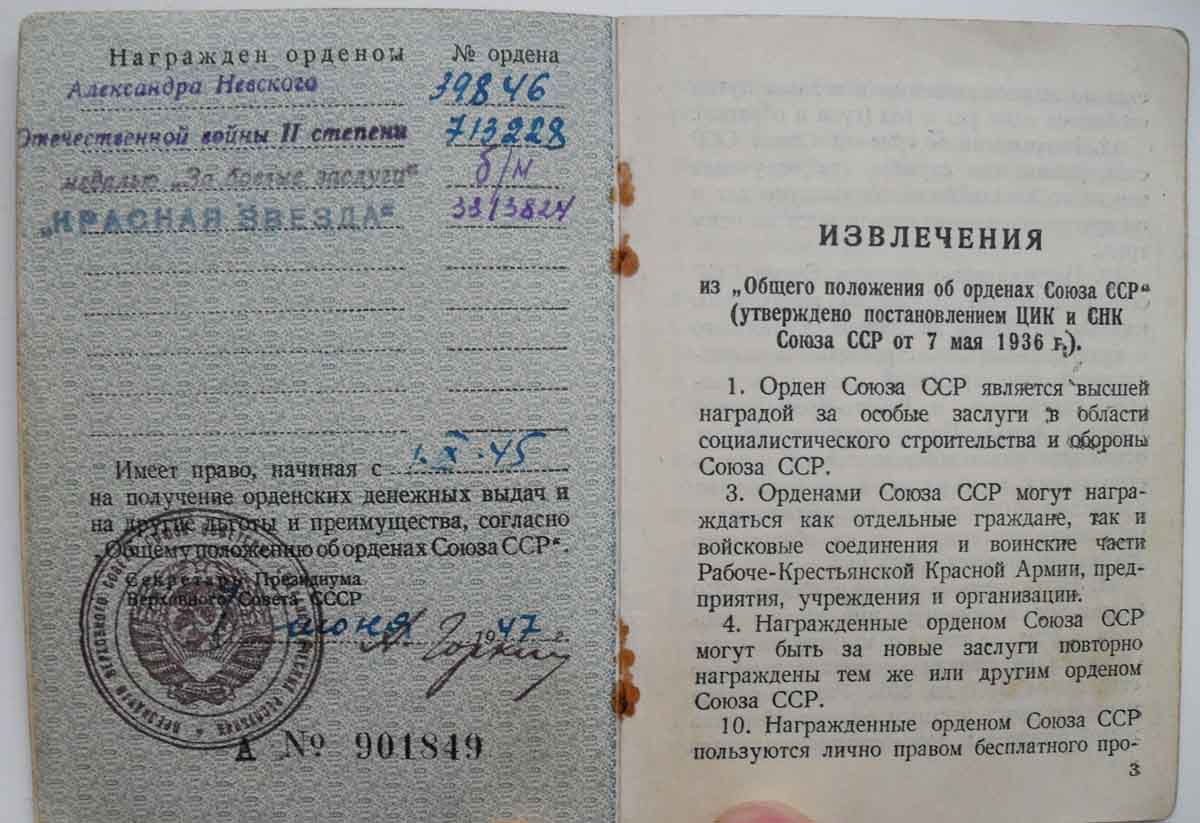 Награжден орденом № ордена
Александра Невского 39846
Отечественной войны II степени 713228
медалью „За боевые заслуги“ б/н
„КРАСНАЯ ЗВЕЗДА“ 3313824
Имеет право, начиная с 1.X.45
на получение орденских денежных выдач и
на другие льготы и преимущества, согласно
„Общему положению об орденах Союза ССР“.
Секретарь Президиума
Верховного Совета СССР
7 июня 1947 г.
А. Горкин
А № 901849
ИЗВЛЕЧЕНИЯ
из „Общего положения об орденах Союза ССР“
(утверждено постановлением ЦИК и СНК
Союза ССР от 7 мая 1936 г.).
1. Орден Союза ССР является высшей
наградой за особые заслуги в области
социалистического строительства и обороны
Союза ССР.
3. Орденами Союза ССР могут награ-
ждаться как отдельные граждане, так и
войсковые соединения и воинские части
Рабоче-Крестьянской Красной Армии, пред-
приятия, учреждения и организации.
4. Награжденные орденом Союза ССР
могут быть за новые заслуги повторно
награждены тем же или другим орденом
Союза ССР.
10. Награжденные орденом Союза ССР
пользуются лично правом бесплатного про-
3